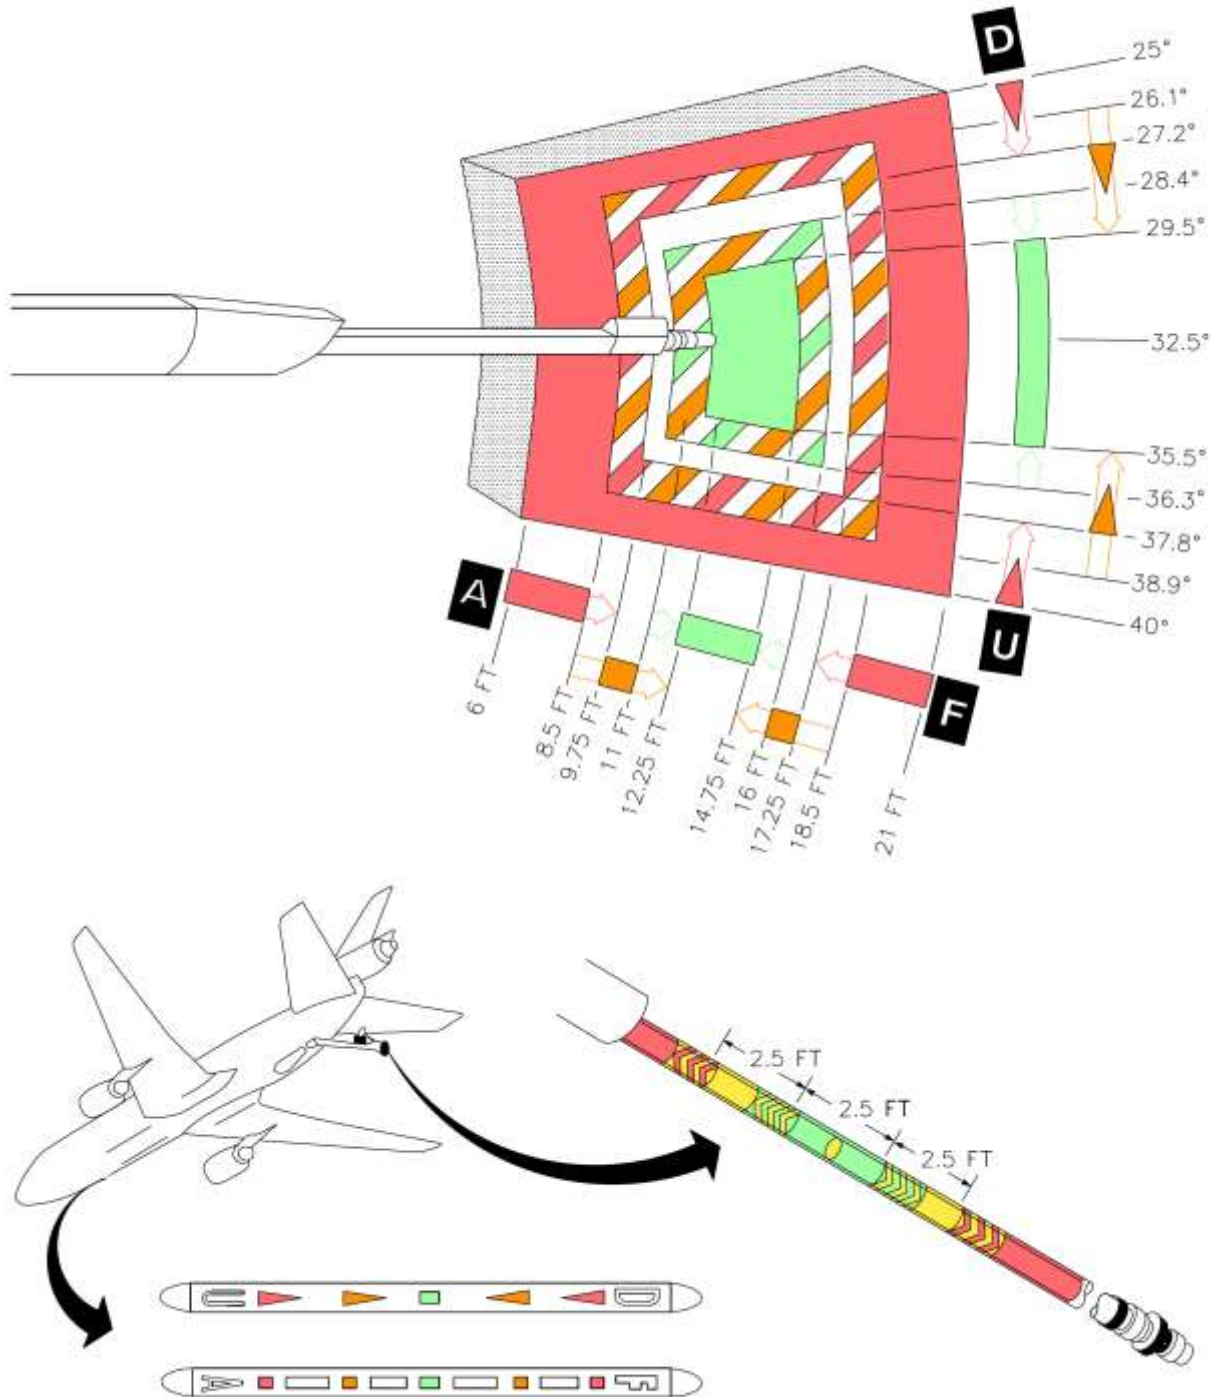 D
25°
26.1°
27.2°
28.4°
29.5°
32.5°
35.5°
36.3°
37.8°
38.9°
40°
U
A
F
6 FT
8.5 FT
9.75 FT
11 FT
12.25 FT
14.75 FT
16 FT
17.25 FT
18.5 FT
21 FT
2.5 FT
2.5 FT
2.5 FT
U D
A F